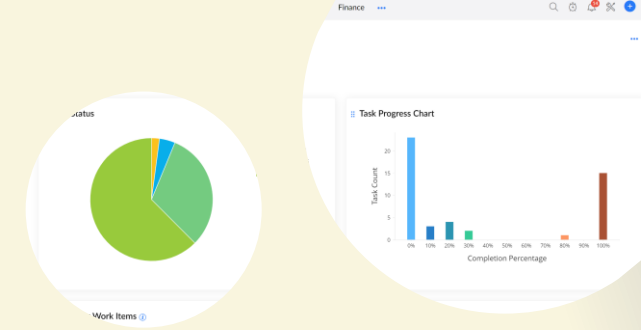 Finance
Status
Task Progress Chart
20
15
10
5
0
Task Count
0% 10% 20% 30% 40% 50% 60% 70% 80% 90% 100%
Completion Percentage
Work Items